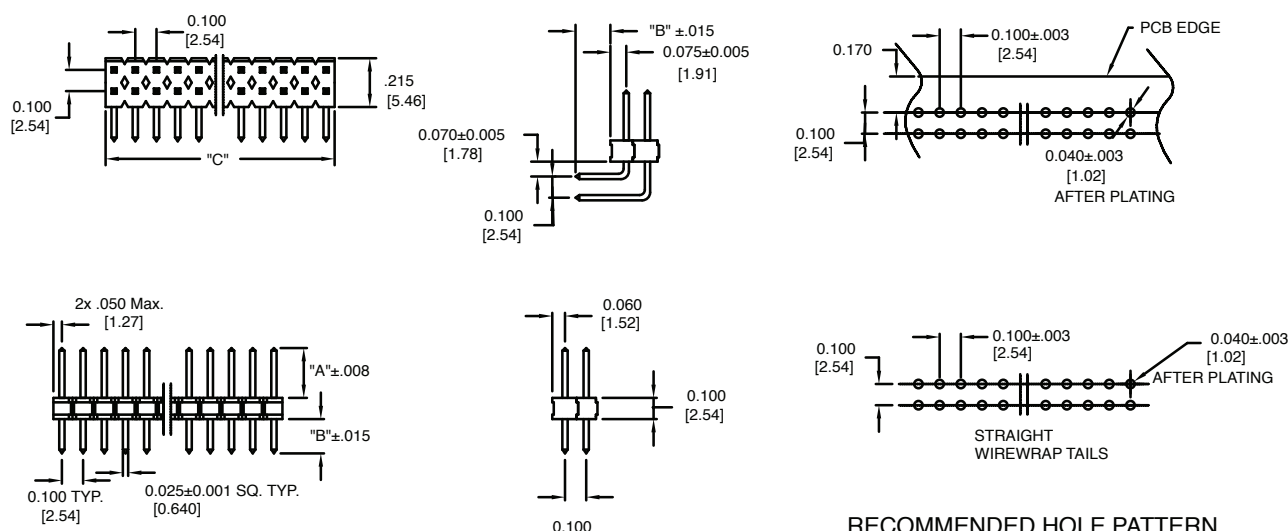 0.100
[2.54]
0.100
[2.54]
.215
[5.46]
"C"
"B" ±.015
0.075±0.005
[1.91]
0.070±0.005
[1.78]
0.100
[2.54]
PCB EDGE
0.100±.003
[2.54]
0.170
0.100
[2.54]
0.040±.003
[1.02]
AFTER PLATING
2x .050 Max.
[1.27]
"A"±.008
"B"±.015
0.100 TYP.
[2.54]
0.025±0.001 SQ. TYP.
[0.640]
0.060
[1.52]
0.100
[2.54]
0.100
0.100±.003
[2.54]
0.100
[2.54]
0.040±.003
[1.02]
AFTER PLATING
STRAIGHT
WIREWRAP TAILS
RECOMMENDED HOLE PATTERN